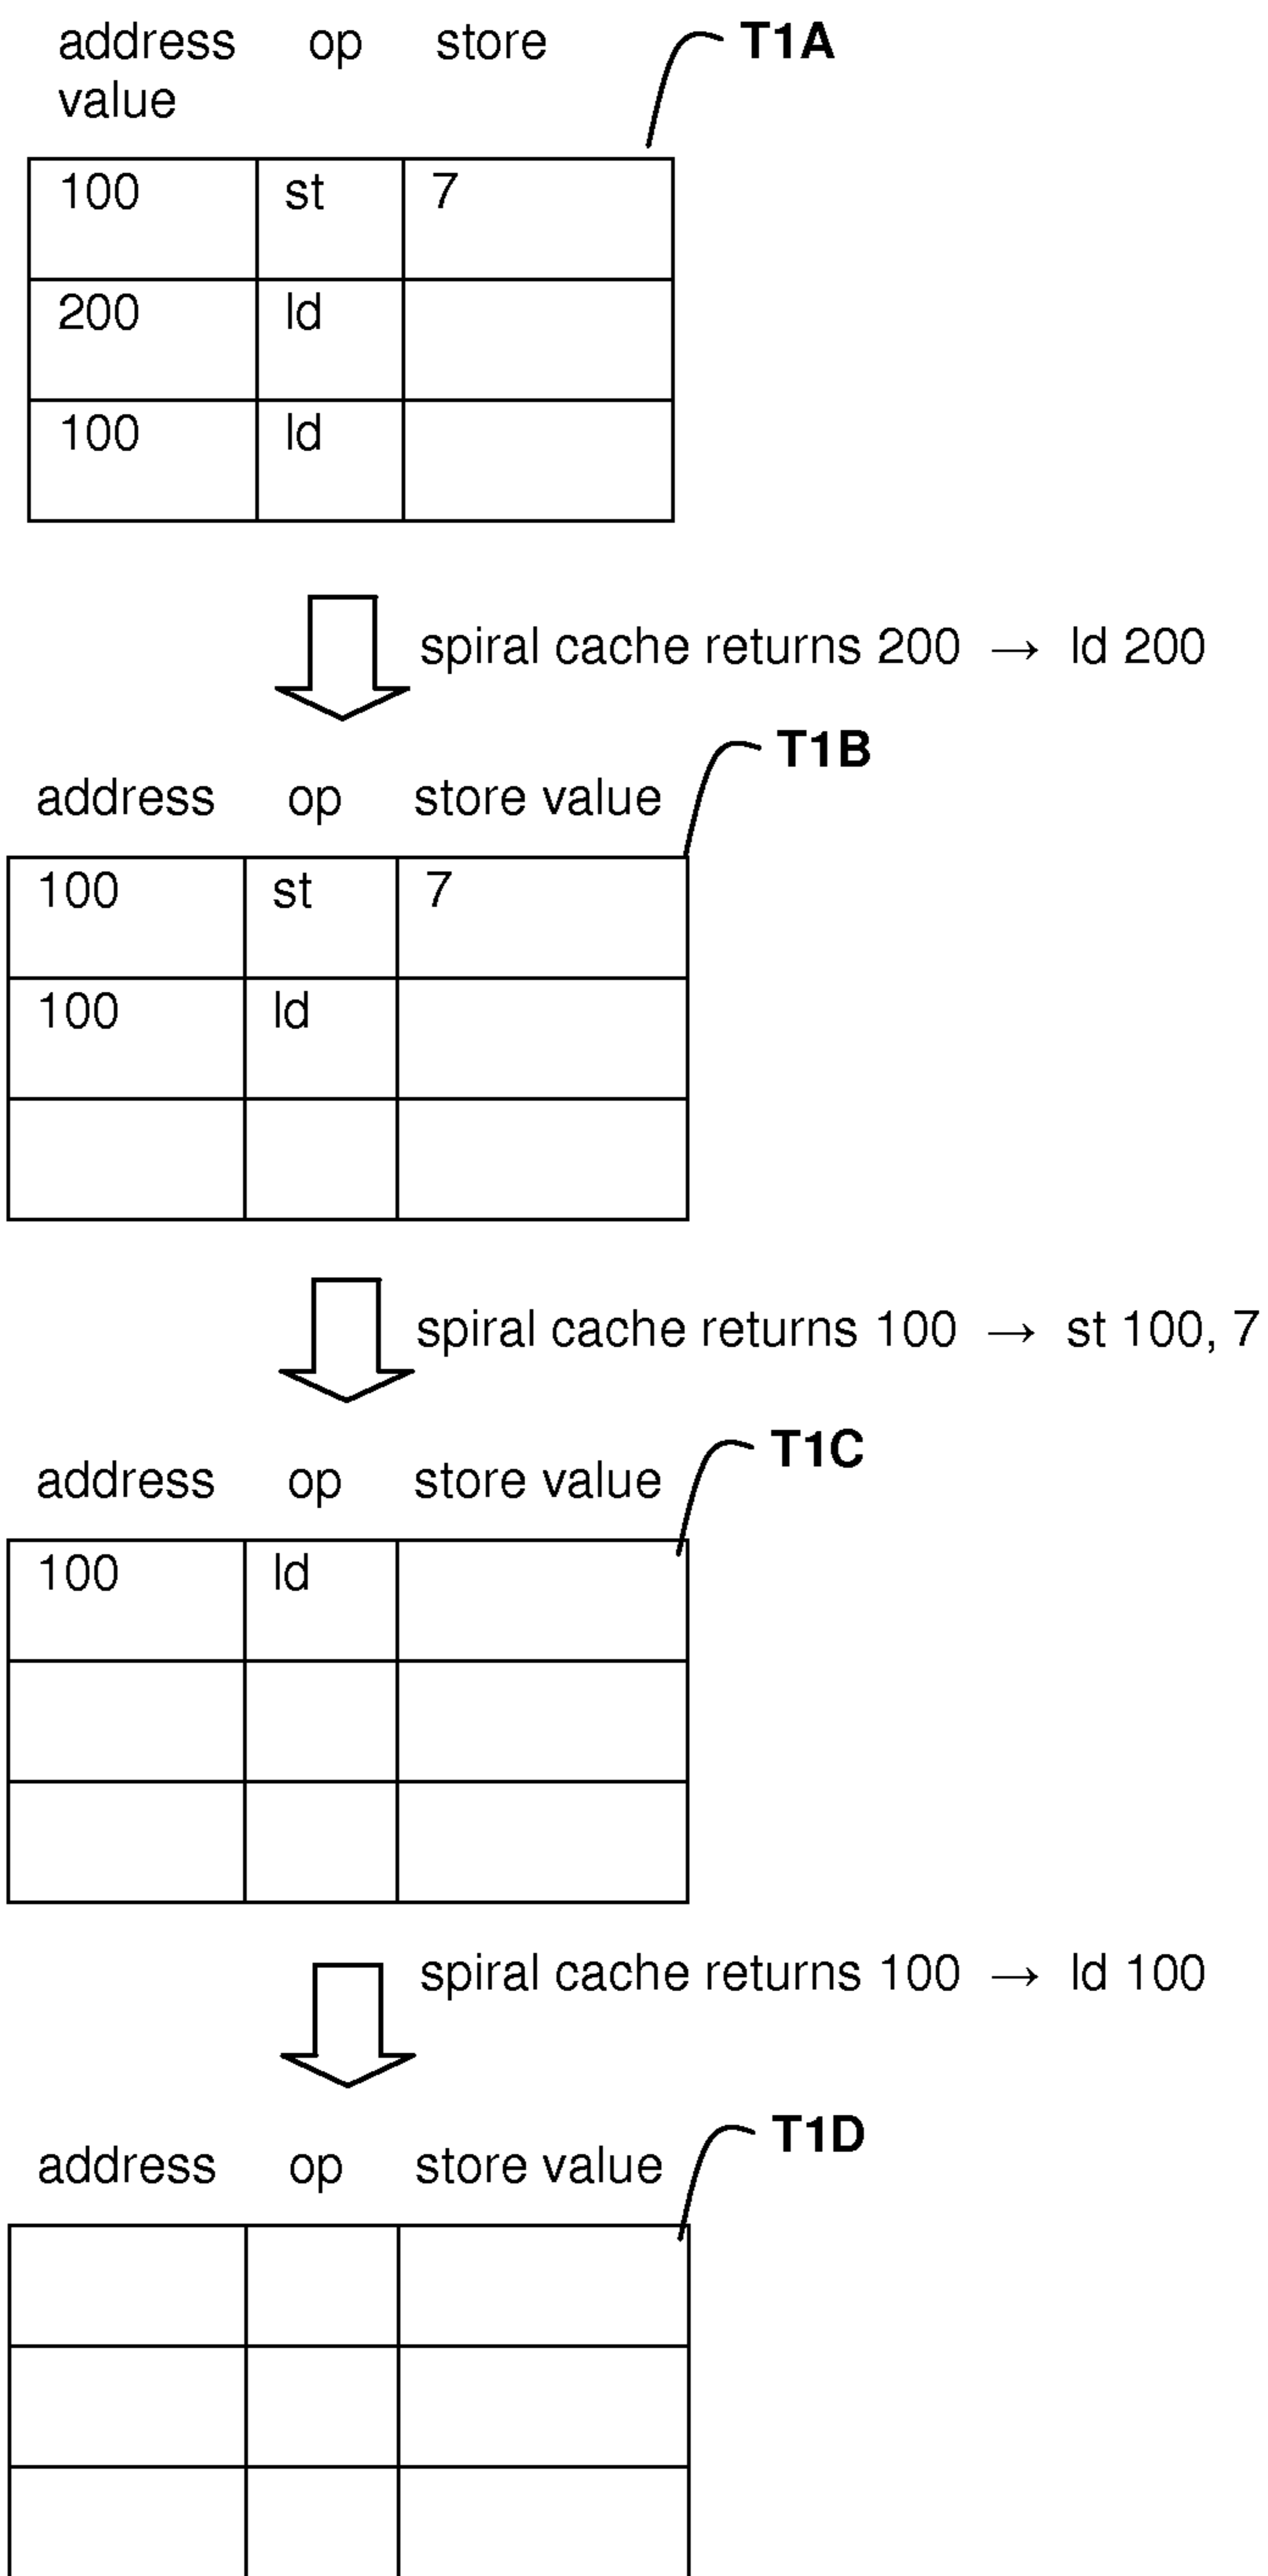 address op store T1A
value
100 st 7
200 ld
100 ld
spiral cache returns 200 → ld 200
T1B
address op store value
100 st 7
100 ld
spiral cache returns 100 → st 100, 7
T1C
address op store value
100 ld
spiral cache returns 100 → ld 100
T1D
address op store value